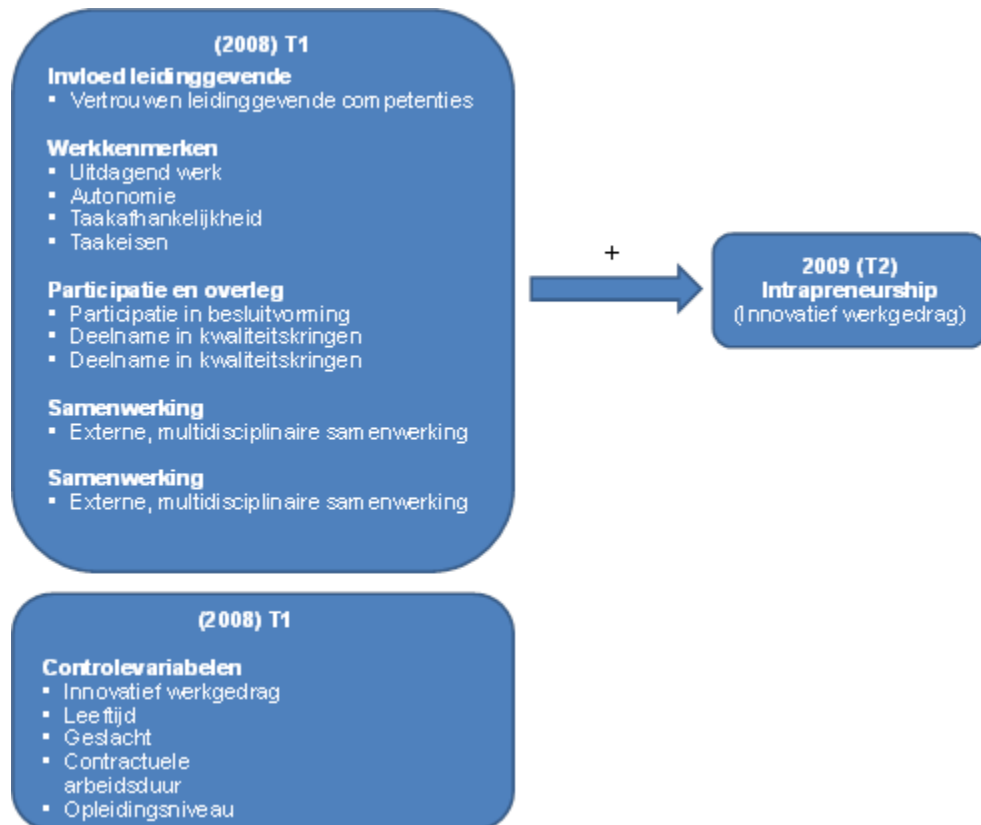 (2008) T1
Invloed leidinggevende
▪ Vertrouwen leidinggevende competenties
Werkkenmerken
▪ Uitdagend werk
▪ Autonomie
▪ Taakafhankelijkheid
▪ Taakeisen
Participatie en overleg
▪ Participatie in besluitvorming
▪ Deelname in kwaliteitskringen
▪ Deelname in kwaliteitskringen
Samenwerking
▪ Externe, multidisciplinaire samenwerking
Samenwerking
▪ Externe, multidisciplinaire samenwerking
+
2009 (T2)
Intrapreneurship
(Innovatief werkgedrag)
(2008) T1
Controlevariabelen
▪ Innovatief werkgedrag
▪ Leeftijd
▪ Geslacht
▪ Contractuele
arbeidsduur
▪ Opleidingsniveau